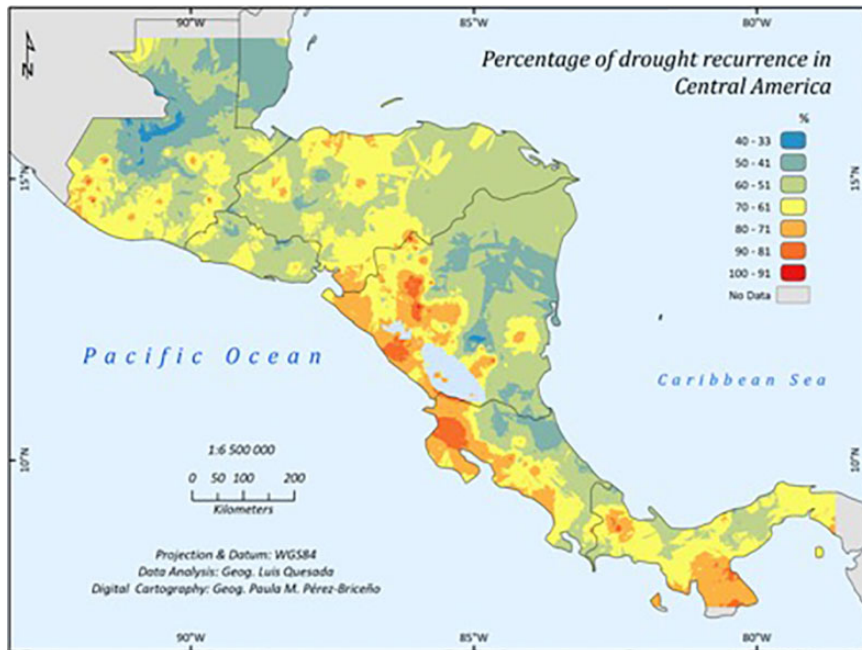 90°W
85°W
80°W
Percentage of drought recurrence in
Central America
N
%
40 - 33
50 - 41
60 - 51
70 - 61
80 - 71
90 - 81
100 - 91
No Data
15°N
15°N
Pacific Ocean
Caribbean Sea
1:6 500 000
0 50 100 200
Kilometers
10°N
10°N
Projection & Datum: WGS84
Data Analysis: Geog. Luis Quesada
Digital Cartography: Geog. Paula M. Pérez-Briceño
90°W
85°W
80°W